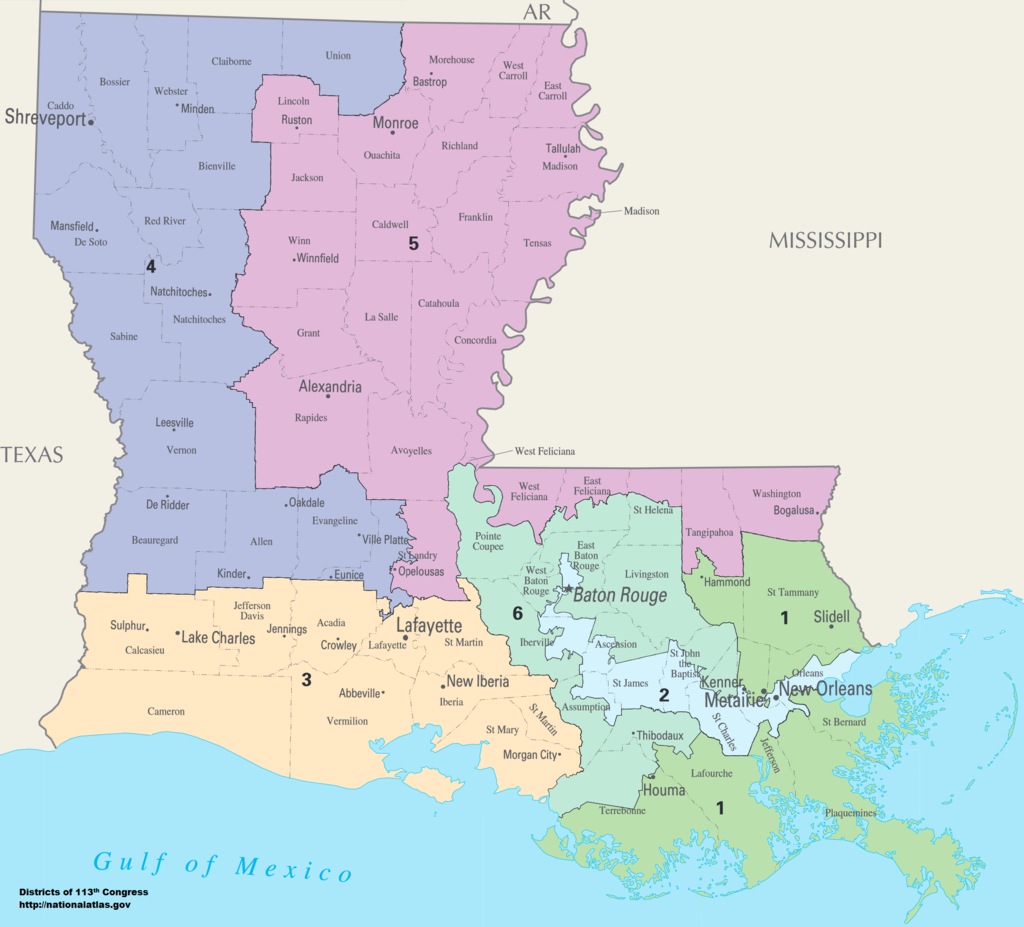 AR
Union
Claiborne
Morehouse
West
Carroll
Bossier
Bastrop
East
Carroll
Webster
Minden
Caddo
Shreveport
Lincoln
Ruston
Monroe
Ouachita
Richland
Tallulah
Madison
Bienville
Jackson
Madison
Mansfield
De Soto
Red River
Caldwell
Franklin
5
Winn
Winnfield
Tensas
MISSISSIPPI
4
Natchitoches
Natchitoches
Catahoula
La Salle
Sabine
Grant
Concordia
Alexandria
Rapides
Leesville
Vernon
TEXAS
Avoyelles
West Feliciana
West
Feliciana
East
Feliciana
Washington
Bogalusa
De Ridder
Oakdale
St Helena
Evangeline
Tangipahoa
Beauregard
Allen
Ville Platte
Pointe
Coupee
East
Baton
Rouge
St Landry
Opelousas
Kinder
Eunice
West
Baton
Rouge
Livingston
Hammond
Baton Rouge
St Tammany
Jefferson
Davis
6
1
Slidell
Sulphur
Lake Charles
Jennings
Acadia
Crowley
Lafayette
Lafayette
St Martin
Iberville
Ascension
Calcasieu
St John
the
Baptist
Orleans
3
Abbeville
New Iberia
Iberia
St James
2
Kenner
Metairie
New Orleans
Cameron
Vermilion
St Mary
St Martin
Assumption
St Charles
St Bernard
Thibodaux
Jefferson
Morgan City
Lafourche
Houma
Terrebonne
1
Plaquemines
Gulf of Mexico
Districts of 113th Congress
http://nationalatlas.gov